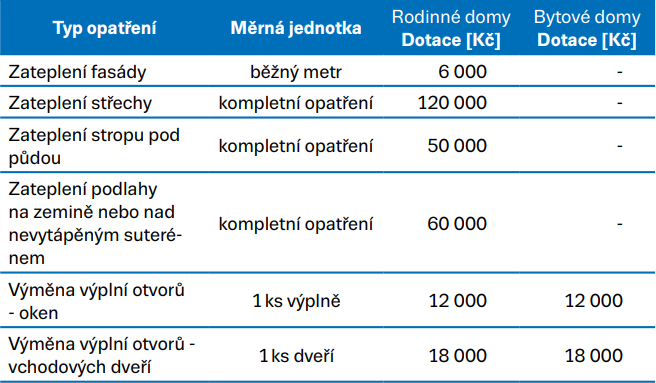 Typ opatření Měrná jednotka Rodinné domy Dotace [Kč] Bytové domy Dotace [Kč]
Zateplení fasády běžný metr 6 000 -
Zateplení střechy kompletní opatření 120 000 -
Zateplení stropu pod
půdou kompletní opatření 50 000 -
Zateplení podlahy
na zemině nebo nad
nevytápěným suteré-
nem kompletní opatření 60 000 -
Výměna výplní otvorů
- oken 1 ks výplně 12 000 12 000
Výměna výplní otvorů -
vchodových dveří 1 ks dveří 18 000 18 000